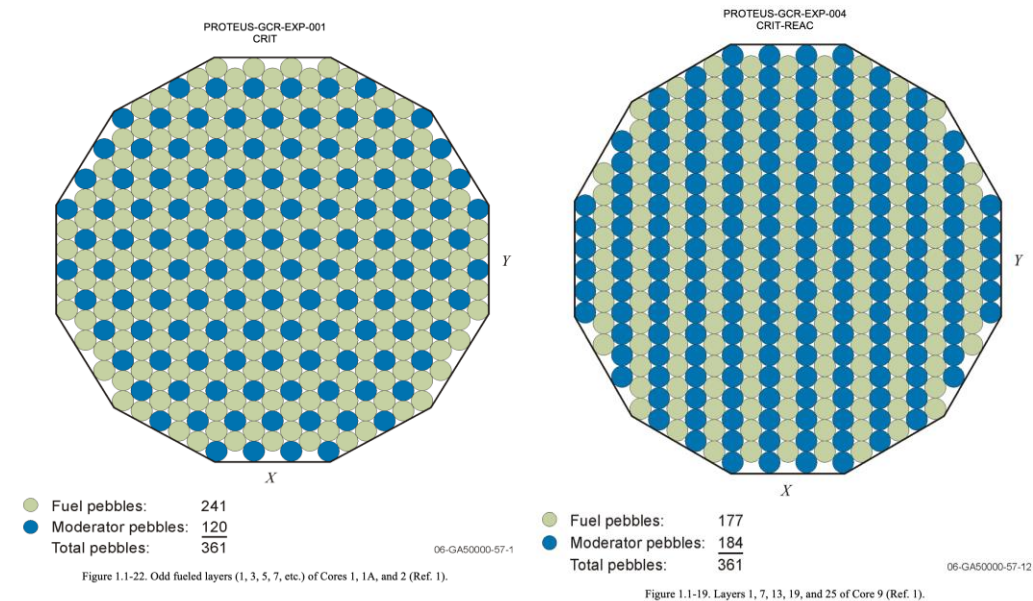 PROTEUS-GCR-EXP-001
CRIT
Y
X
Fuel pebbles: 241
Moderator pebbles: 120
Total pebbles: 361
06-GA50000-57-1
Figure 1.1-22. Odd fueled layers (1, 3, 5, 7, etc.) of Cores 1, 1A, and 2 (Ref. 1).
PROTEUS-GCR-EXP-004
CRIT-REAC
Y
X
Fuel pebbles: 177
Moderator pebbles: 184
Total pebbles: 361
06-GA50000-57-12
Figure 1.1-19. Layers 1, 7, 13, 19, and 25 of Core 9 (Ref. 1).